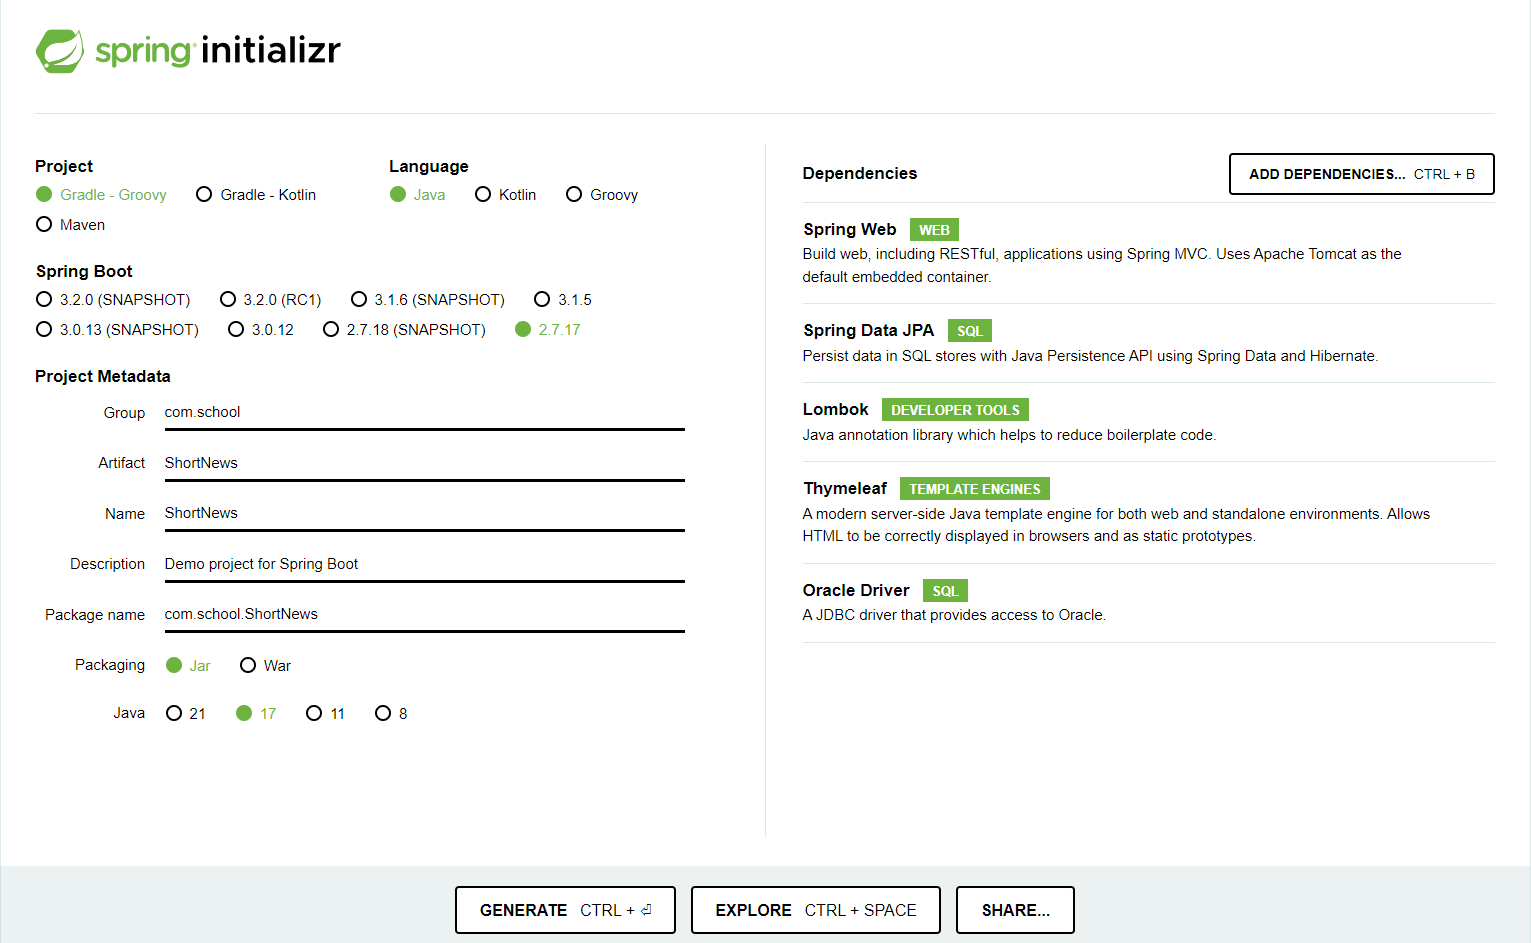 spring initializr
Project
Gradle - Groovy Gradle - Kotlin
Maven
Language
Java Kotlin Groovy
Spring Boot
3.2.0 (SNAPSHOT) 3.2.0 (RC1) 3.1.6 (SNAPSHOT) 3.1.5
3.0.13 (SNAPSHOT) 3.0.12 2.7.18 (SNAPSHOT) 2.7.17
Project Metadata
Group com.school
Artifact ShortNews
Name ShortNews
Description Demo project for Spring Boot
Package name com.school.ShortNews
Packaging Jar War
Java 21 17 11 8
Dependencies ADD DEPENDENCIES... CTRL + B
Spring Web WEB
Build web, including RESTful, applications using Spring MVC. Uses Apache Tomcat as the
default embedded container.
Spring Data JPA SQL
Persist data in SQL stores with Java Persistence API using Spring Data and Hibernate.
Lombok DEVELOPER TOOLS
Java annotation library which helps to reduce boilerplate code.
Thymeleaf TEMPLATE ENGINES
A modern server-side Java template engine for both web and standalone environments. Allows
HTML to be correctly displayed in browsers and as static prototypes.
Oracle Driver SQL
A JDBC driver that provides access to Oracle.
GENERATE CTRL + ⏎ EXPLORE CTRL + SPACE SHARE...